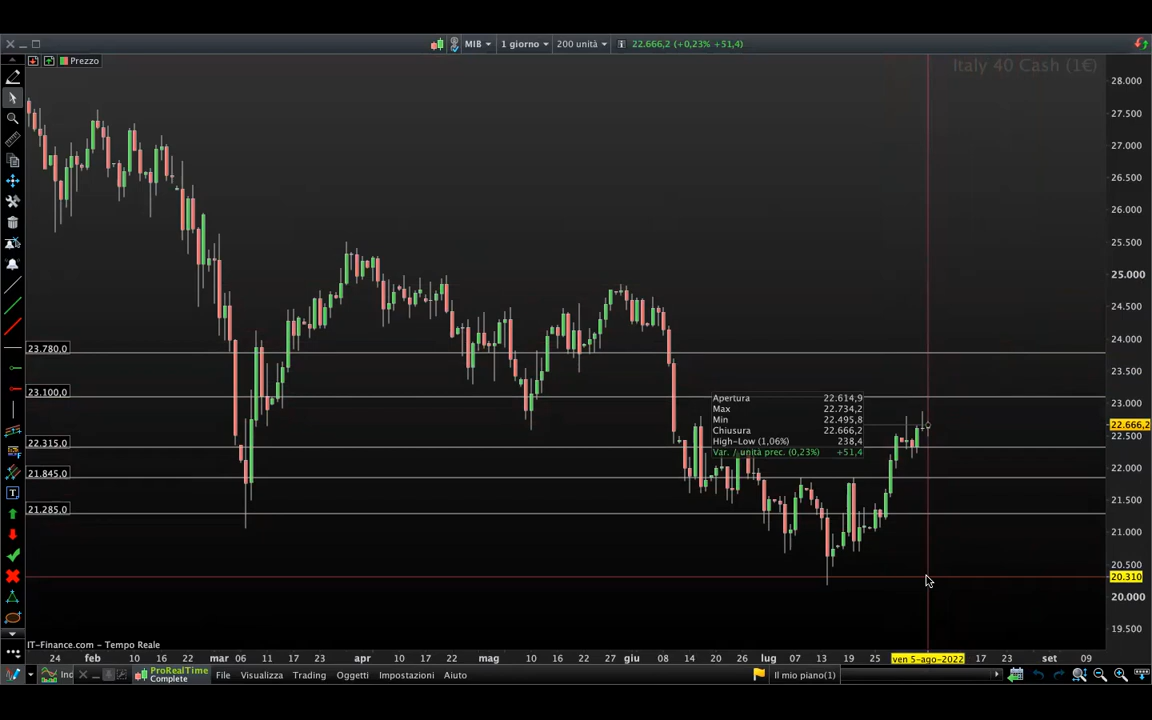 MIB 1 giorno 200 unità 22.666,2 (+0,23% +51,4)
Prezzo
Italy 40 Cash (1€)
28.000
27.500
27.000
26.500
26.000
25.500
25.000
24.500
24.000
23.780,0
23.500
23.100,0
23.000
Apertura 22.614,9
Max 22.734,2
Min 22.495,8
Chiusura 22.666,2
High-Low (1,06%) 238,4
Var. / unità prec. (0,23%) +51,4
22.666,2
22.500
22.315,0
22.000
21.845,0
21.500
21.285,0
21.000
20.500
20.310
20.000
19.500
IT-Finance.com - Tempo Reale
24 feb 10 16 22 mar 06 11 17 23 apr 10 17 22 mag 10 16 22 27 giu 08 14 20 26 lug 07 13 19 25 ven 5-ago-2022 17 23 set 09
Ind
ProRealTime
Complete
File Visualizza Trading Oggetti Impostazioni Aiuto
Il mio piano(1)